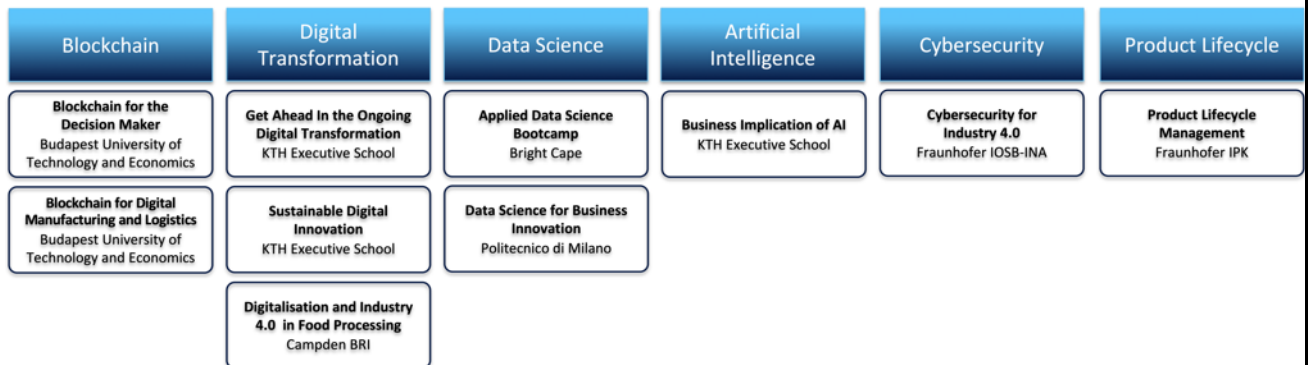 Blockchain
Digital
Transformation
Data Science
Artificial
Intelligence
Cybersecurity
Product Lifecycle
Blockchain for the
Decision Maker
Budapest University of
Technology and Economics
Get Ahead In the Ongoing
Digital Transformation
KTH Executive School
Applied Data Science
Bootcamp
Bright Cape
Business Implication of AI
KTH Executive School
Cybersecurity for
Industry 4.0
Fraunhofer IOSB-INA
Product Lifecycle
Management
Fraunhofer IPK
Blockchain for Digital
Manufacturing and Logistics
Budapest University of
Technology and Economics
Sustainable Digital
Innovation
KTH Executive School
Data Science for Business
Innovation
Politecnico di Milano
Digitalisation and Industry
4.0 in Food Processing
Campden BRI